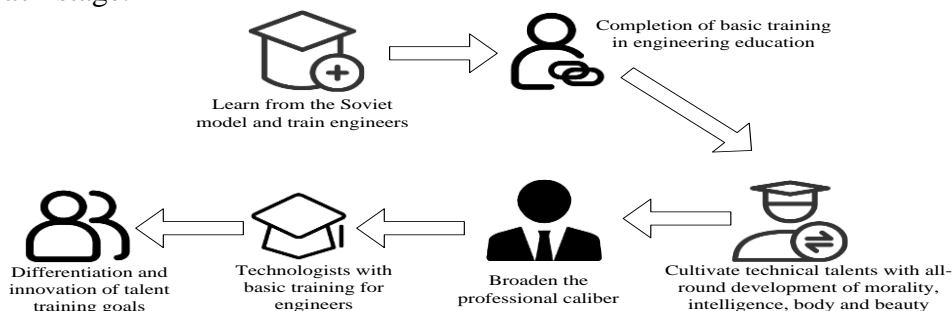 Learn from the Soviet
model and train engineers
Completion of basic training
in engineering education
Cultivate technical talents with all-
round development of morality,
intelligence, body and beauty
Broaden the
professional caliber
Technologists with
basic training for
engineers
Differentiation and
innovation of talent
training goals